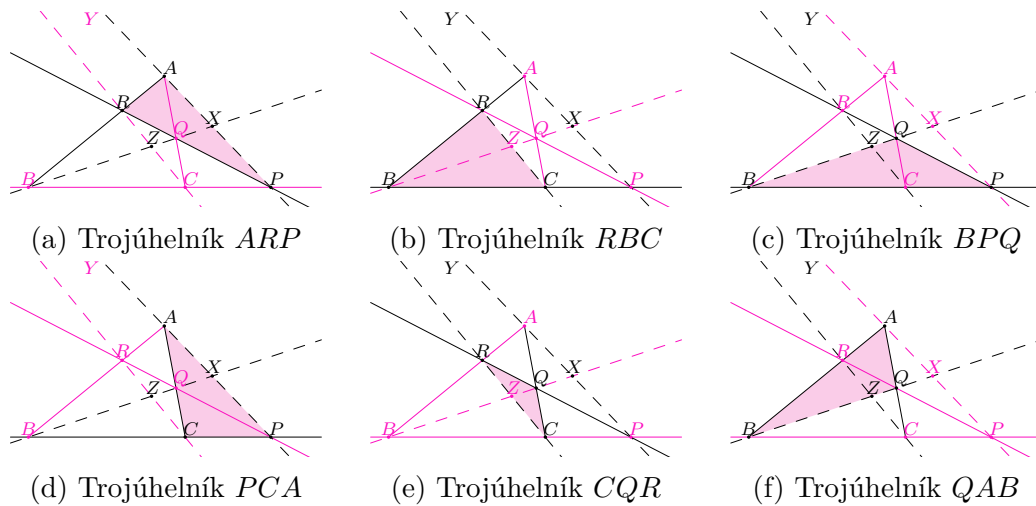 Y Y Y
A A A
R X R X R X
Q Q Q
Z Z Z
B C P B C P B C P
(a) Trojúhelník ARP (b) Trojúhelník RBC (c) Trojúhelník BPQ
Y Y Y
A A A
R X R X R X
Q Q Q
Z Z Z
B C P B C P B C P
(d) Trojúhelník PCA (e) Trojúhelník CQR (f) Trojúhelník QAB